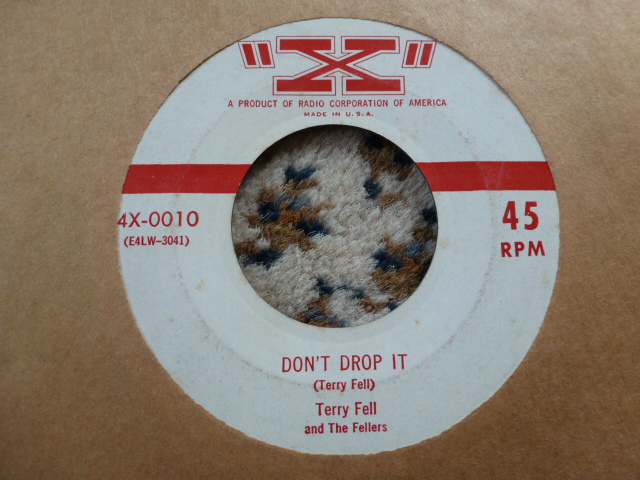 "X"
A PRODUCT OF RADIO CORPORATION OF AMERICA
MADE IN U.S.A.
4X-0010
(E4LW-3041)
45
RPM
DON'T DROP IT
(Terry Fell)
Terry Fell
and The Fellers